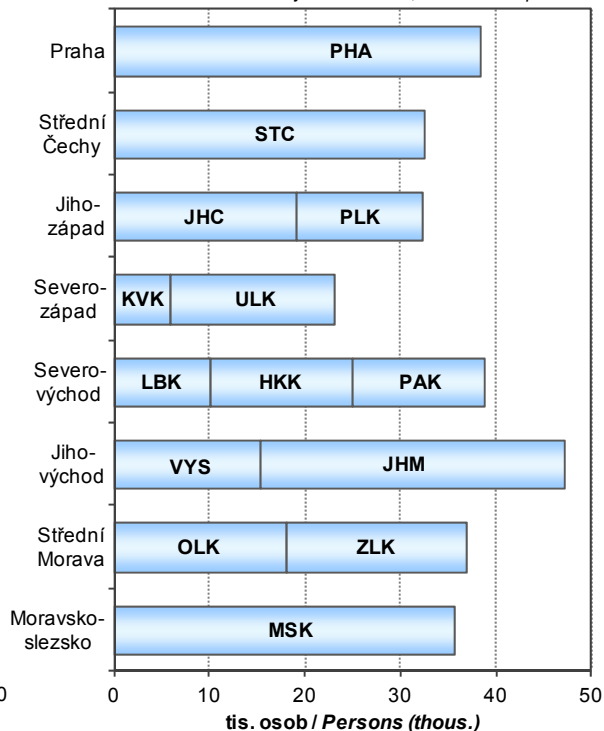 Praha
PHA
Střední
Čechy
STC
Jiho-
západ
JHC
PLK
Severo-
západ
KVK
ULK
Severo-
východ
LBK
HKK
PAK
Jiho-
východ
VYS
JHM
Střední
Morava
OLK
ZLK
Moravsko-
slezsko
MSK
0
0
10
20
30
40
50
tis. osob / Persons (thous.)